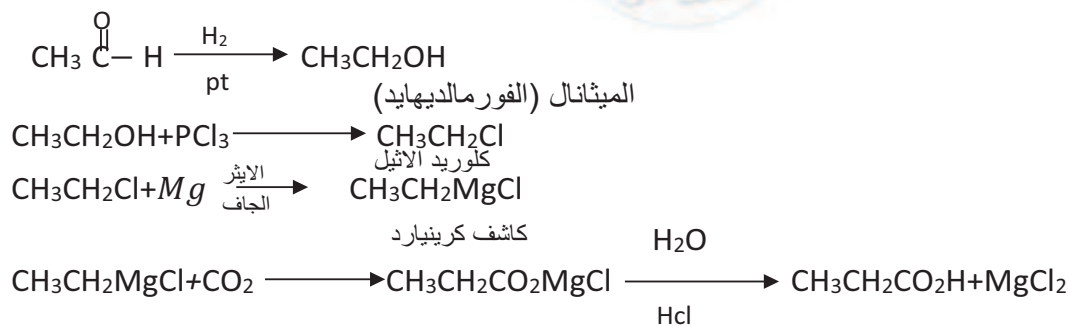 O
CH3 C– H H2 pt CH3CH2OH
الميثانال (الفورمالديهايد)
CH3CH2OH+PCl3 CH3CH2Cl
كلوريد الاثيل
CH3CH2Cl+Mg الايثر الجاف CH3CH2MgCl
كاشف كرينيارد
CH3CH2MgCl+CO2 CH3CH2CO2MgCl H2O Hcl CH3CH2CO2H+MgCl2